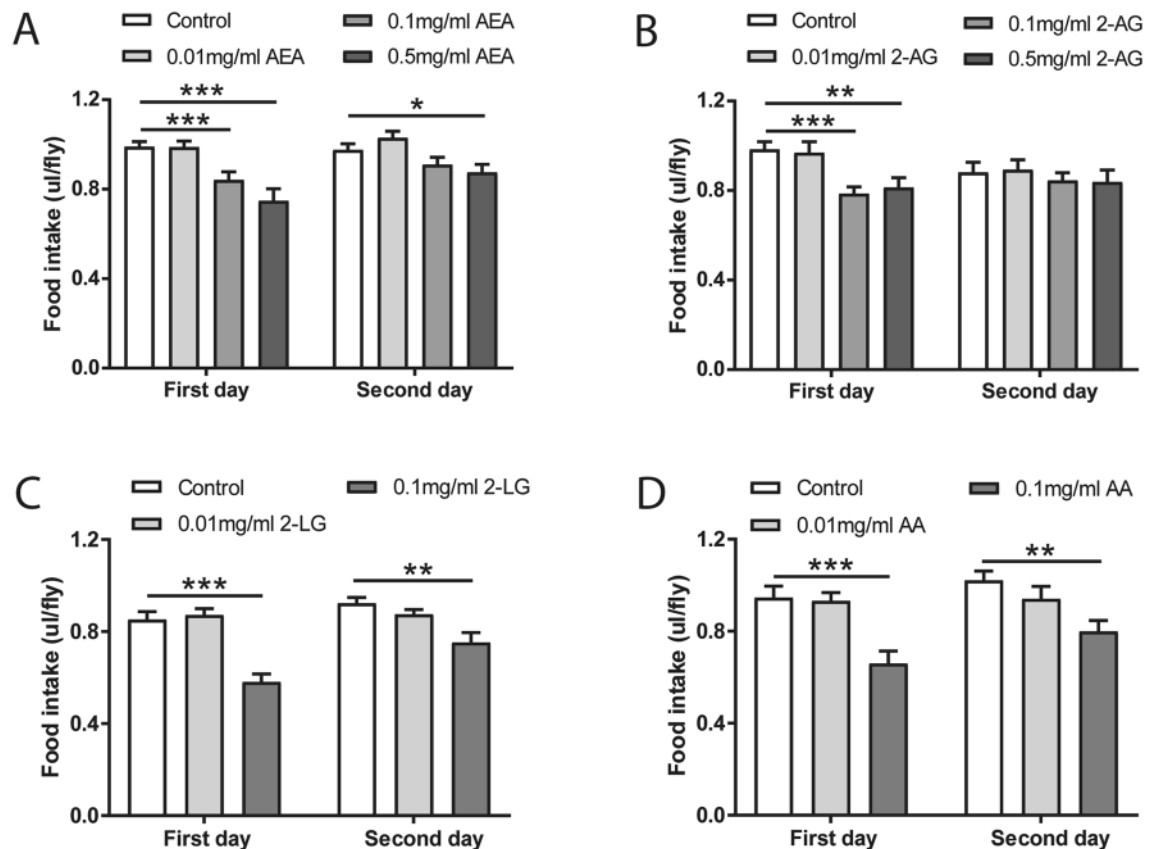 A
Control
0.1mg/ml AEA
0.01mg/ml AEA
0.5mg/ml AEA
Food intake (ul/fly)
1.2
0.8
0.4
0.0
***
***
*
First day
Second day
B
Control
0.1mg/ml 2-AG
0.01mg/ml 2-AG
0.5mg/ml 2-AG
Food intake (ul/fly)
1.2
0.8
0.4
0.0
**
***
First day
Second day
C
Control
0.1mg/ml 2-LG
0.01mg/ml 2-LG
Food intake (ul/fly)
1.2
0.8
0.4
0.0
***
**
First day
Second day
D
Control
0.1mg/ml AA
0.01mg/ml AA
Food intake (ul/fly)
1.2
0.8
0.4
0.0
***
**
First day
Second day